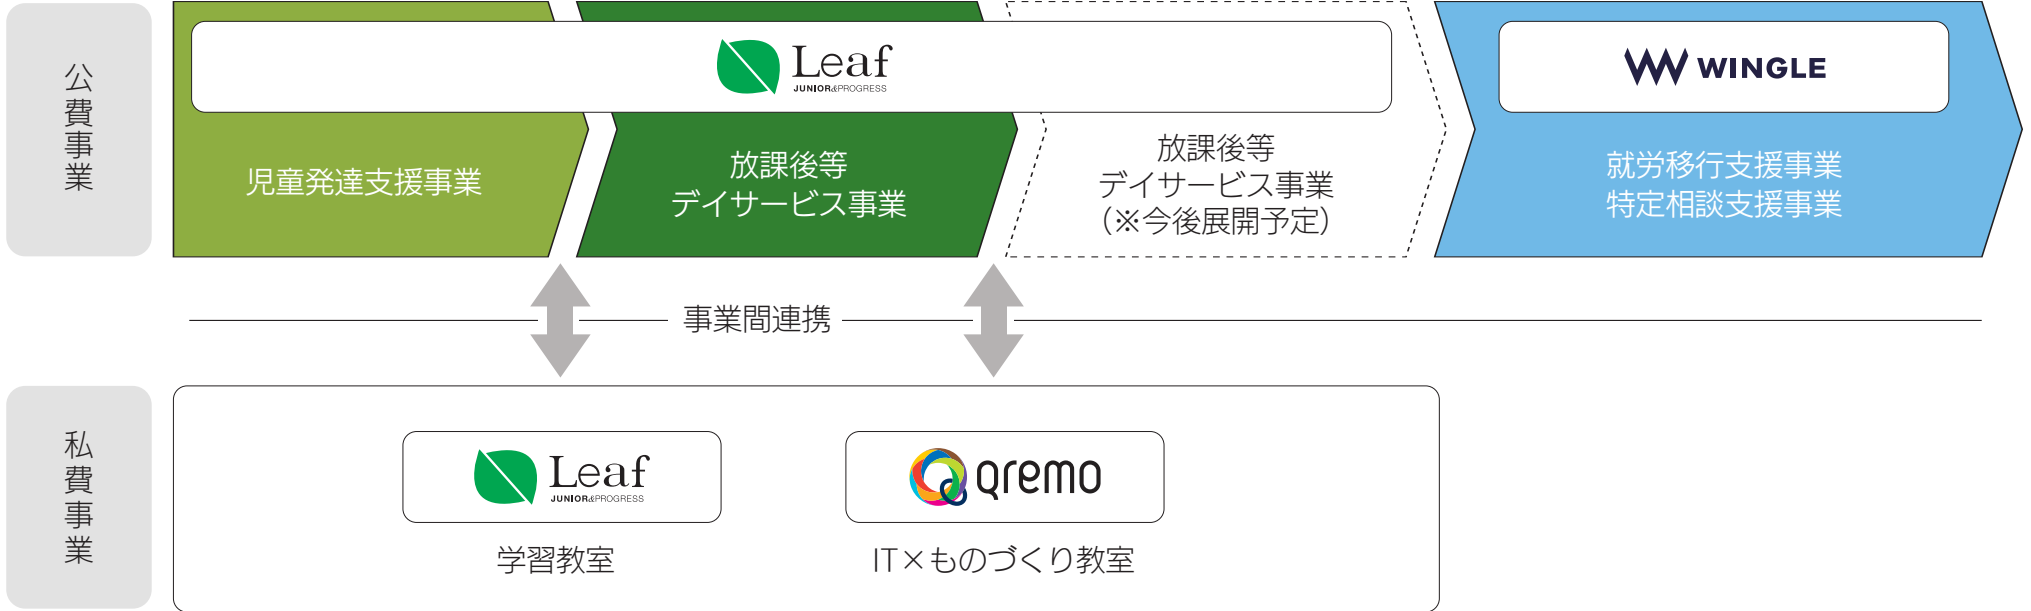 公費事業
Leaf
JUNIOR&PROGRESS
WINGLE
児童発達支援事業
放課後等
デイサービス事業
放課後等
デイサービス事業
（※今後展開予定）
就労移行支援事業
特定相談支援事業
事業間連携
私費事業
Leaf
JUNIOR&PROGRESS
学習教室
Qremo
IT×ものづくり教室